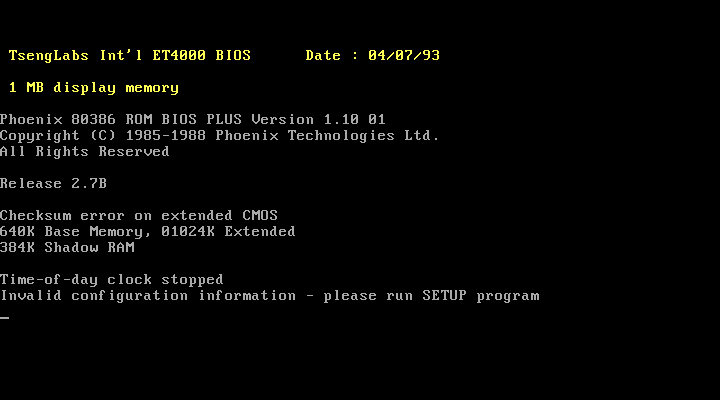 TsengLabs Int'l ET4000 BIOS      Date : 04/07/93
1 MB display memory
Phoenix 80386 ROM BIOS PLUS Version 1.10 01
Copyright (C) 1985-1988 Phoenix Technologies Ltd.
All Rights Reserved
Release 2.7B
Checksum error on extended CMOS
640K Base Memory, 01024K Extended
384K Shadow RAM
Time-of-day clock stopped
Invalid configuration information - please run SETUP program